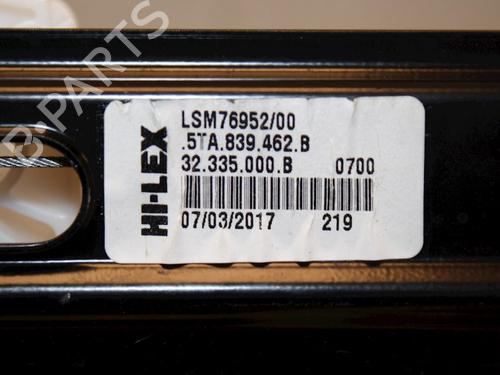 HI-LEX
LSM76952/00
.5TA.839.462.B
32.335.000.B 0700
07/03/2017 219
B-PARTS